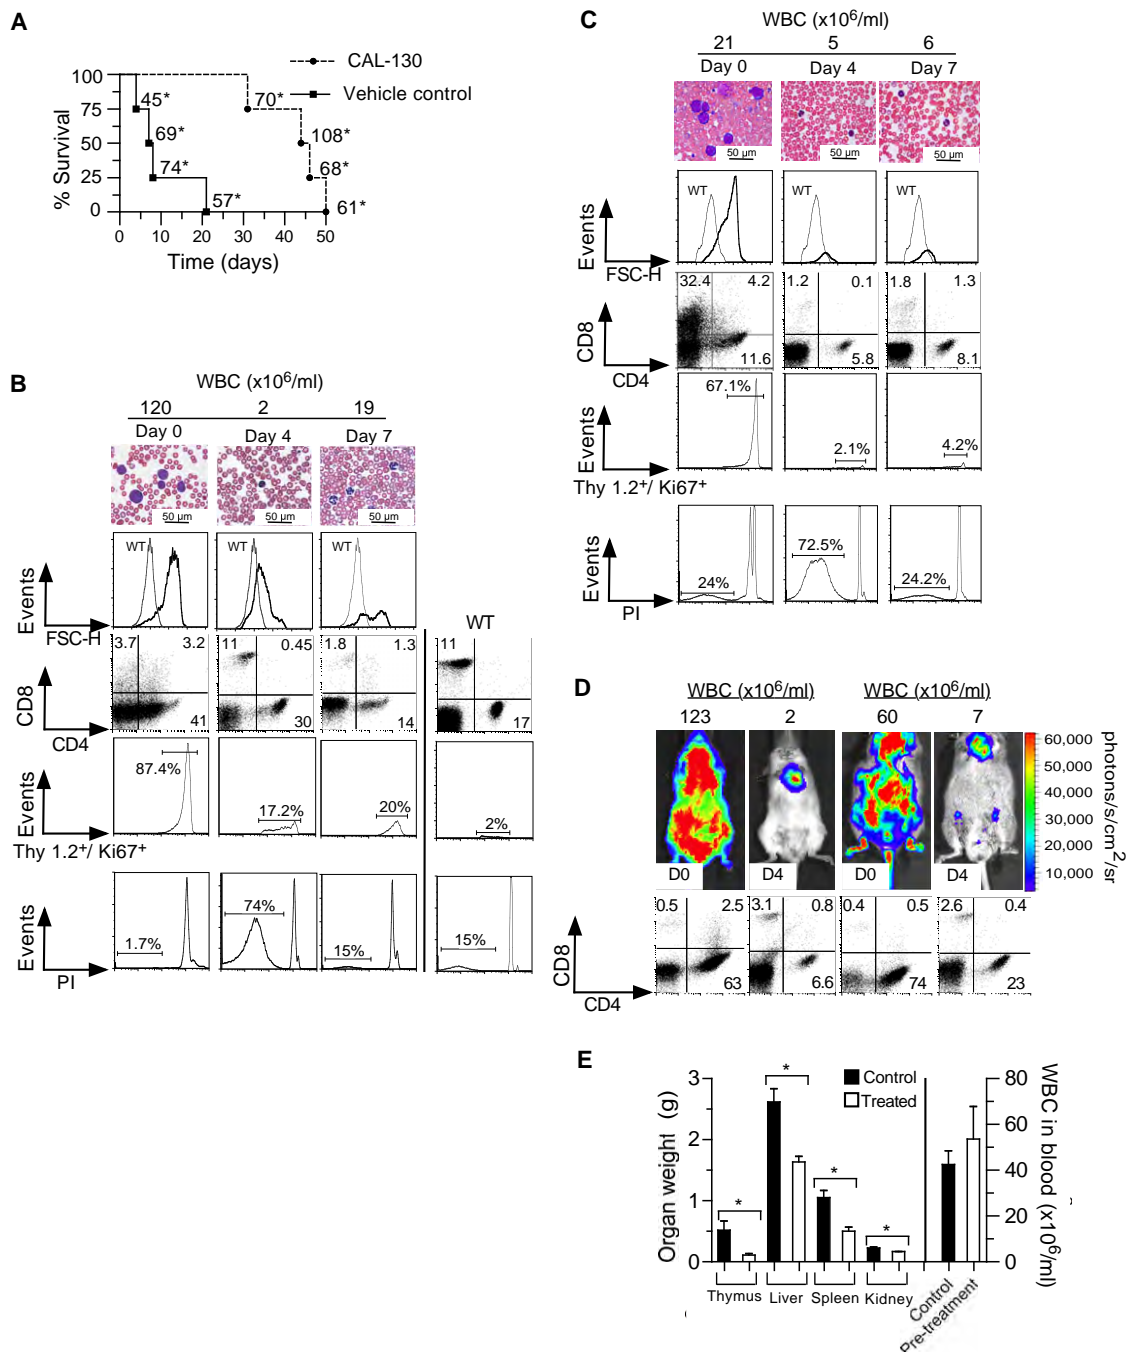 A
CAL-130
Vehicle control
% Survival
100
75
50
25
0
45*
69*
74*
57*
70*
108*
68*
61*
0 10 20 30 40 50
Time (days)
B
WBC (x10⁶/ml)
120 2 19
Day 0 Day 4 Day 7
50 µm 50 µm 50 µm
WT WT WT
Events
FSC-H
WT
3.7 3.2 11 0.45 1.8 1.3 11
CD8
41 30 14 17
CD4
87.4% 17.2% 20% 2%
Events
Thy 1.2⁺/ Ki67⁺
1.7% 74% 15% 15%
Events
PI
C
WBC (x10⁶/ml)
21 5 6
Day 0 Day 4 Day 7
50 µm 50 µm 50 µm
WT WT WT
Events
FSC-H
32.4 4.2 1.2 0.1 1.8 1.3
CD8
11.6 5.8 8.1
CD4
67.1% 2.1% 4.2%
Events
Thy 1.2⁺/ Ki67⁺
24% 72.5% 24.2%
Events
PI
D
WBC (x10⁶/ml) WBC (x10⁶/ml)
123 2 60 7
D0 D4 D0 D4
60,000
50,000
40,000
30,000
20,000
10,000
photons/s/cm²/sr
0.5 2.5 3.1 0.8 0.4 0.5 2.6 0.4
CD8
63 6.6 74 23
CD4
E
Control
Treated
Organ weight (g)
3
2
1
0
* * * *
Thymus Liver Spleen Kidney
Control
Pre-treatment
80
60
40
20
0
WBC in blood (x10⁶/ml)